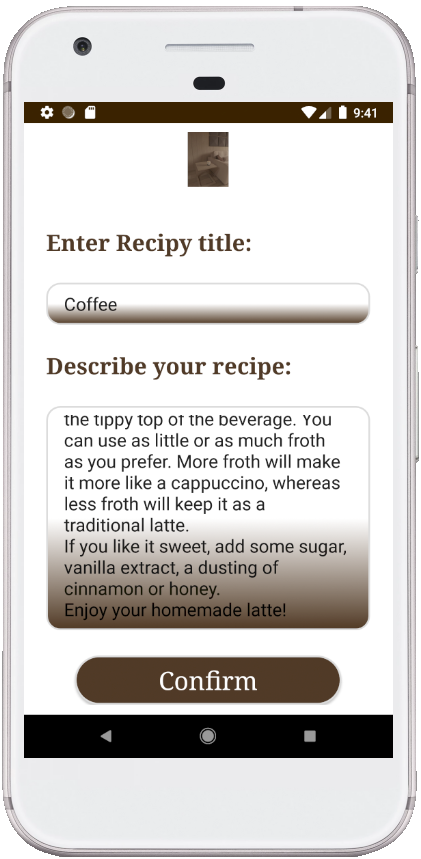 9:41
Enter Recipy title:
Coffee
Describe your recipe:
the tippy top of the beverage. You
can use as little or as much froth
as you prefer. More froth will make
it more like a cappuccino, whereas
less froth will keep it as a
traditional latte.
If you like it sweet, add some sugar,
vanilla extract, a dusting of
cinnamon or honey.
Enjoy your homemade latte!
Confirm